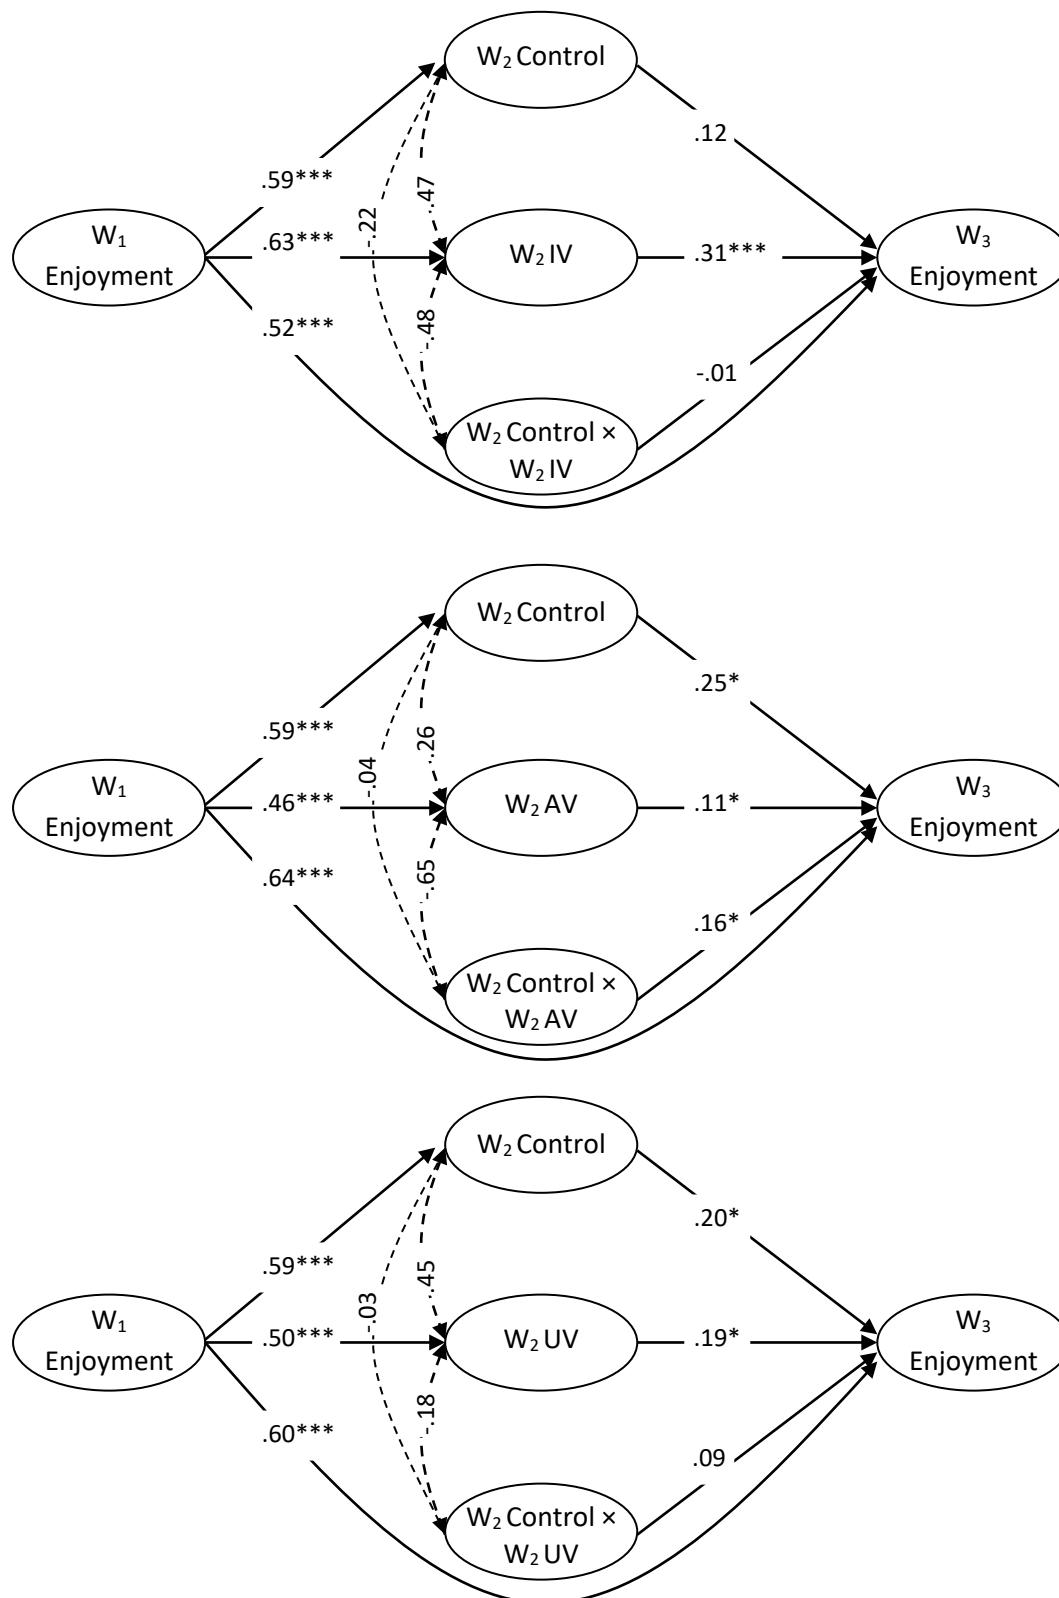 W₂ Control
.12
.59***
.47
-.22
W₁
Enjoyment
.63***
W₂ IV
.31***
W₃
Enjoyment
.52***
-.48
-.01
W₂ Control ×
W₂ IV
W₂ Control
.25*
.59***
.26
-.04
W₁
Enjoyment
.46***
W₂ AV
.11*
W₃
Enjoyment
.64***
-.65
.16*
W₂ Control ×
W₂ AV
W₂ Control
.20*
.59***
.45
-.03
W₁
Enjoyment
.50***
W₂ UV
.19*
W₃
Enjoyment
.60***
-.18
.09
W₂ Control ×
W₂ UV